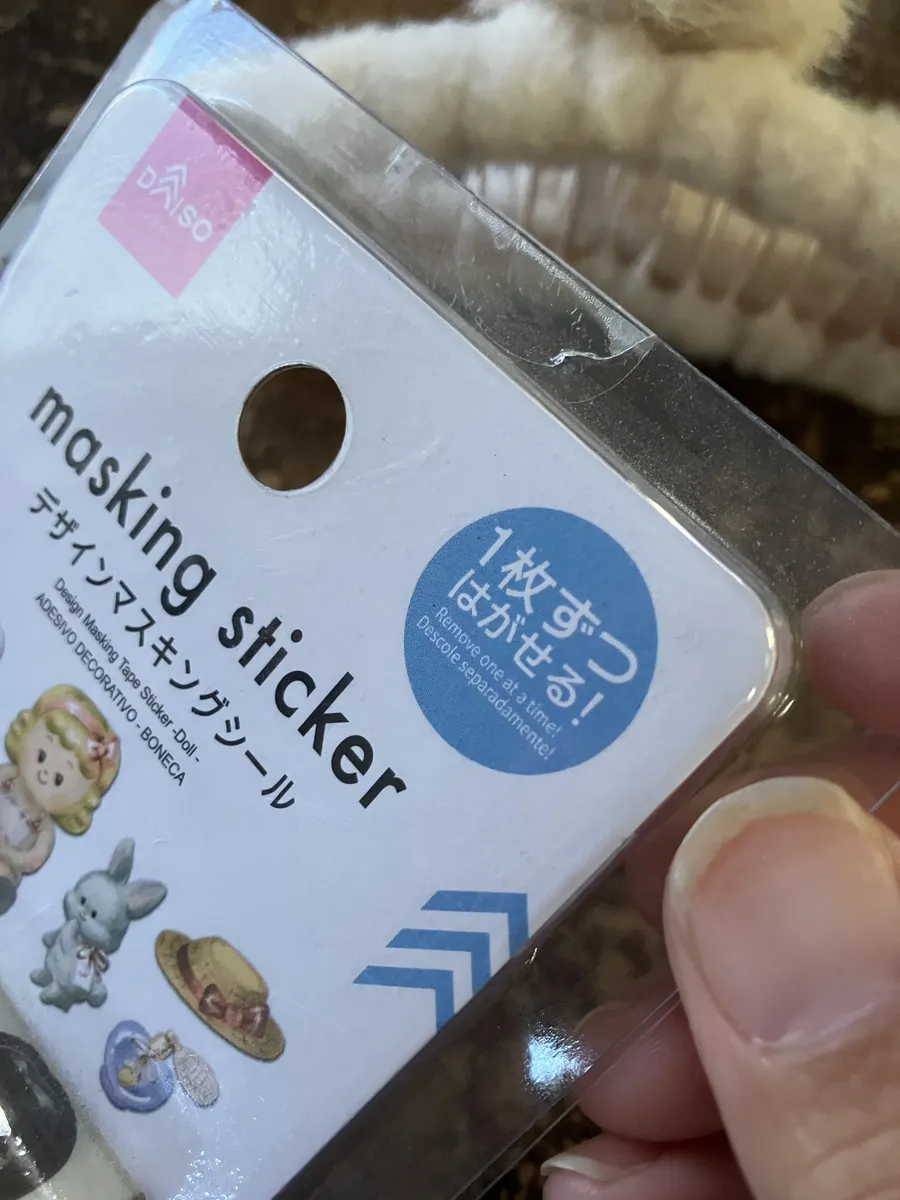 DAISO
masking sticker
デザインマスキングシール
Design Masking Tape Sticker -Doll -
ADESIVO DECORATIVO - BONECA
1枚ずつ
はがせる!
Remove one at a time!
Descole separadamente!